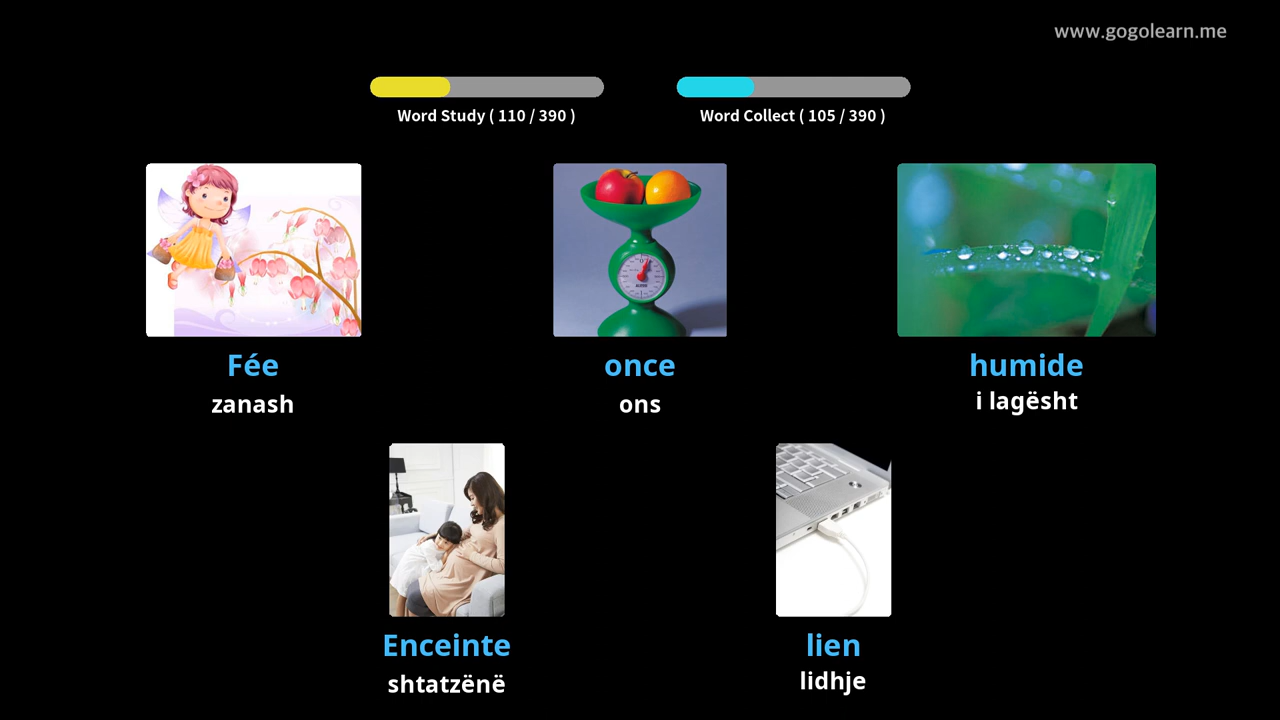 www.gogolearn.me
Word Study ( 110 / 390 )
Word Collect ( 105 / 390 )
Fée
zanash
once
ons
humide
i lagësht
Enceinte
shtatzënë
lien
lidhje